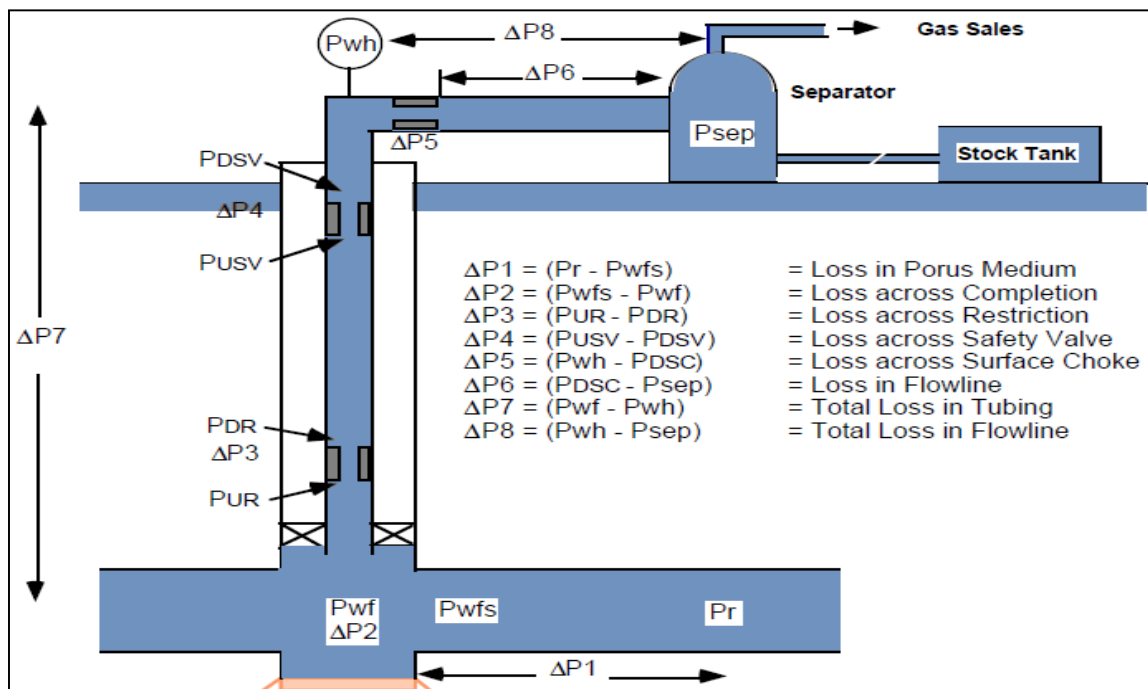 Pwh
ΔP8
Gas Sales
ΔP6
Separator
ΔP5
Psep
Stock Tank
PDSV
ΔP4
PUSV
ΔP7
ΔP1 = (Pr - Pwfs) = Loss in Porus Medium
ΔP2 = (Pwfs - Pwf) = Loss across Completion
ΔP3 = (PUR - PDR) = Loss across Restriction
ΔP4 = (PUSV - PDSV) = Loss across Safety Valve
ΔP5 = (Pwh - PDSC) = Loss across Surface Choke
ΔP6 = (PDSC - Psep) = Loss in Flowline
ΔP7 = (Pwf - Pwh) = Total Loss in Tubing
ΔP8 = (Pwh - Psep) = Total Loss in Flowline
PDR
ΔP3
PUR
Pwf
ΔP2
Pwfs
Pr
ΔP1